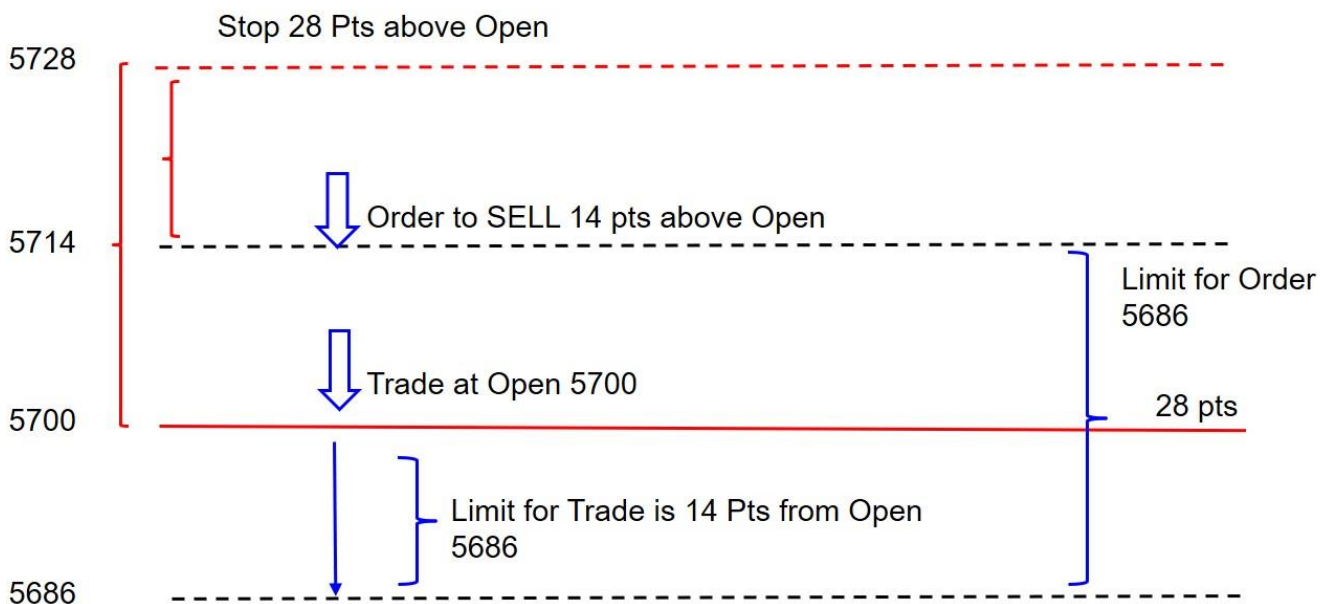 Stop 28 Pts above Open
5728
Order to SELL 14 pts above Open
5714
Limit for Order
5686
Trade at Open 5700
28 pts
5700
Limit for Trade is 14 Pts from Open
5686
5686